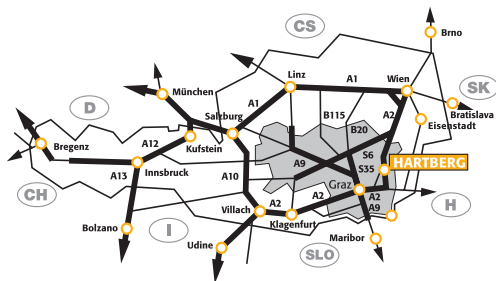 CS
Brno
D
München
Linz
A1
Wien
SK
Bratislava
Salzburg
A1
B115
A2
Eisenstadt
Bregenz
A12
Kufstein
B20
S6
HARTBERG
A9
S35
CH
A13
Innsbruck
A10
Graz
H
Villach
A2
A2
A2
A9
Bolzano
I
Klagenfurt
Udine
SLO
Maribor